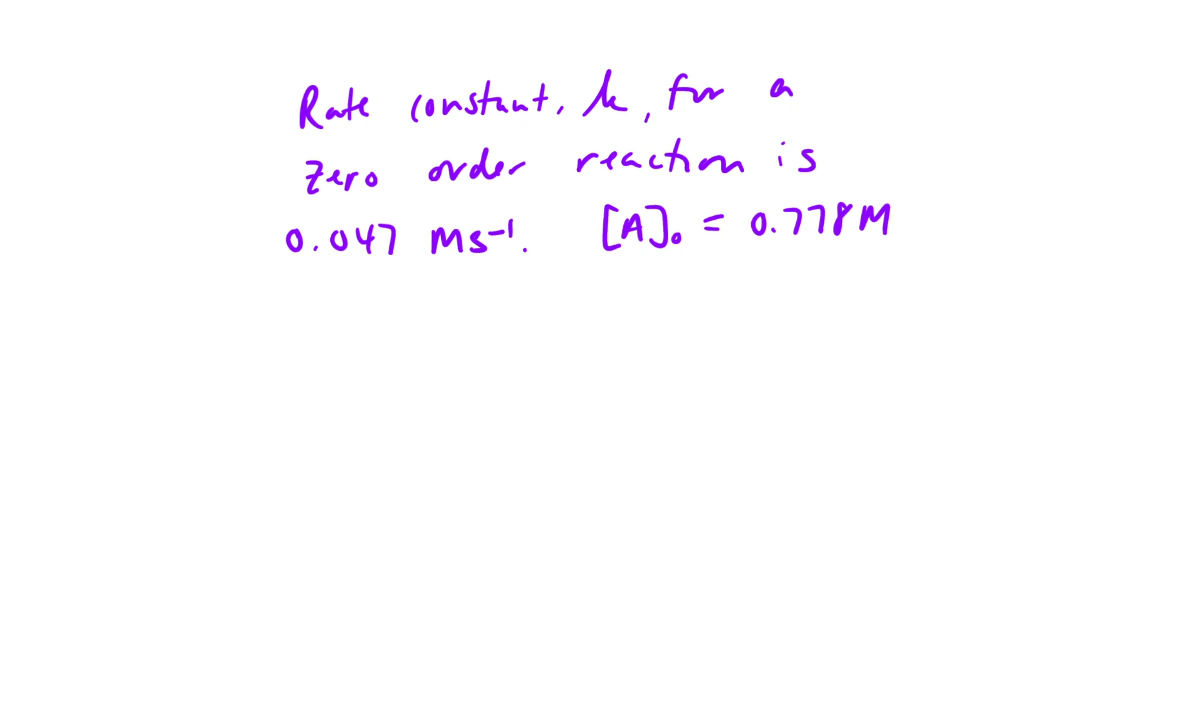 Rate constant, k, for a
zero order reaction is
0.047 Ms⁻¹. [A]₀ = 0.778M